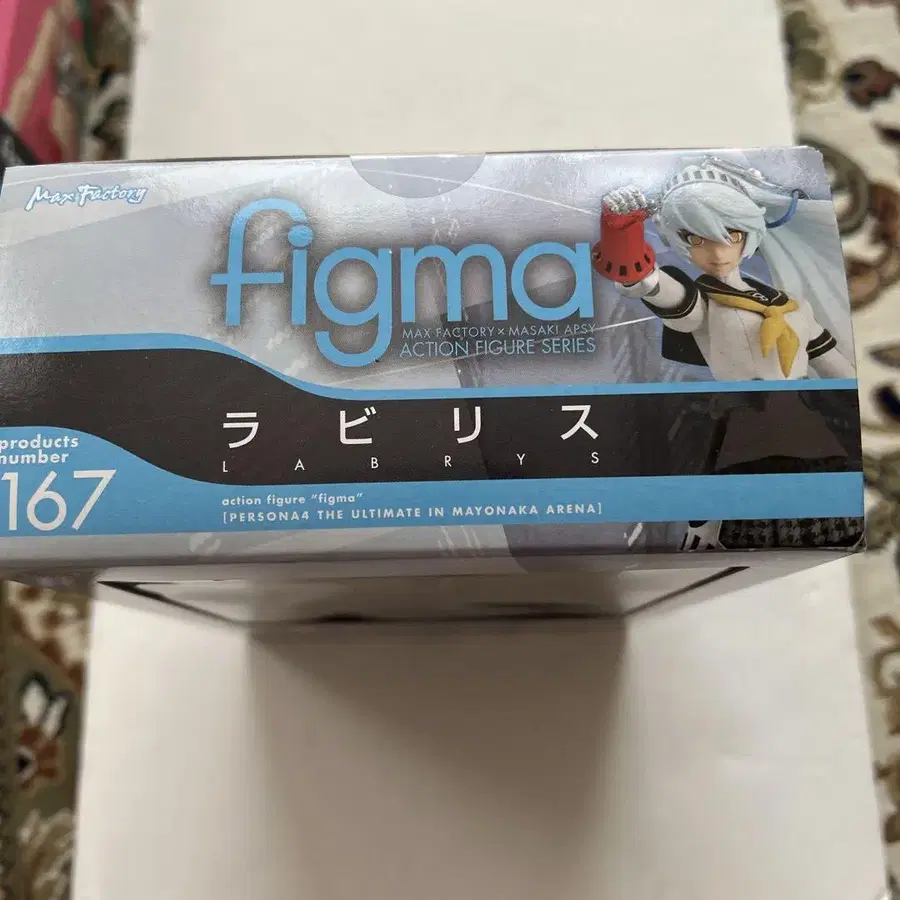 Max Factory
figma
MAX FACTORY × MASAKI APSY
ACTION FIGURE SERIES
ラビリス
LABRYS
products
number
167
action figure "figma"
[PERSONA4 THE ULTIMATE IN MAYONAKA ARENA]